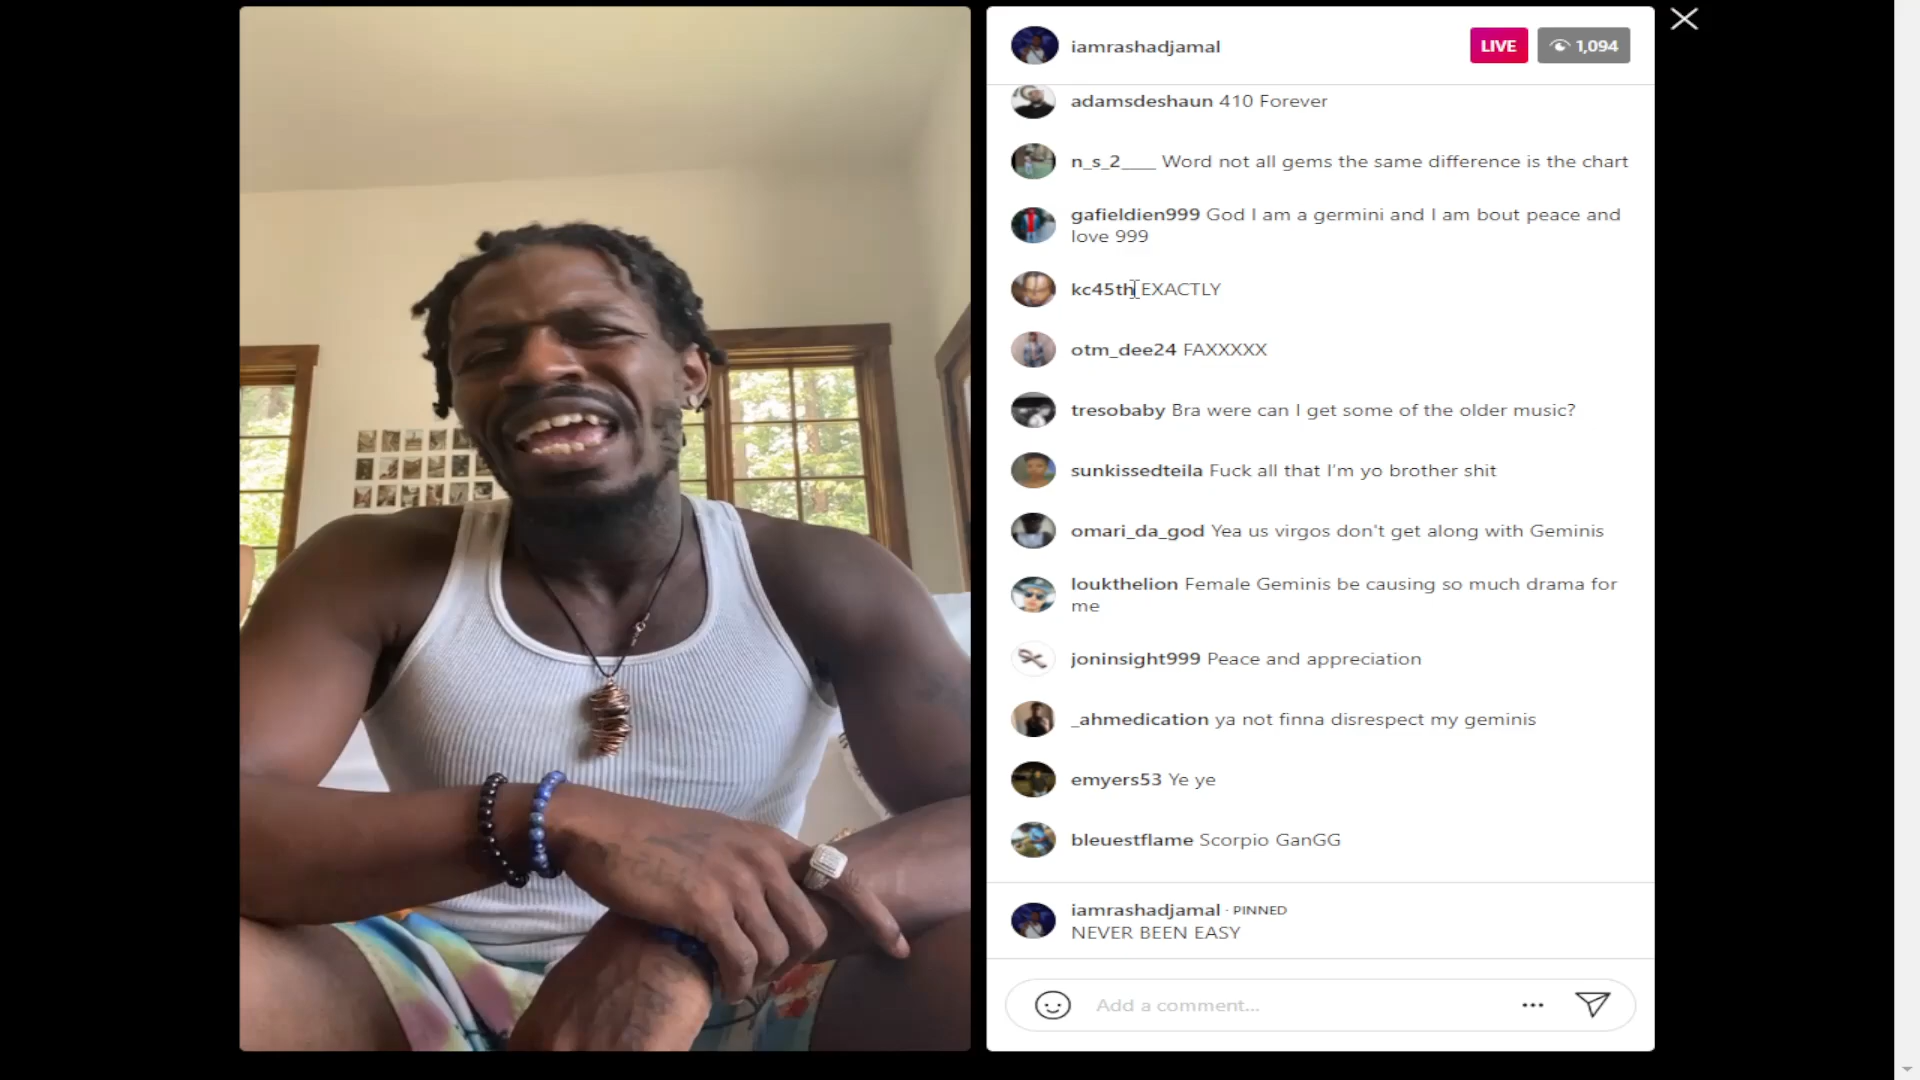 iamrashadjamal
LIVE
1,094
adamsdeshaun 410 Forever
n_s_2____ Word not all gems the same difference is the chart
gafieldien999 God I am a germini and I am bout peace and
love 999
kc45th EXACTLY
otm_dee24 FAXXXXX
tresobaby Bra were can I get some of the older music?
sunkissedteila Fuck all that I'm yo brother shit
omari_da_god Yea us virgos don't get along with Geminis
loukthelion Female Geminis be causing so much drama for
me
joninsight999 Peace and appreciation
_ahmedication ya not finna disrespect my geminis
emyers53 Ye ye
bleuestflame Scorpio GanGG
iamrashadjamal · PINNED
NEVER BEEN EASY
Add a comment...